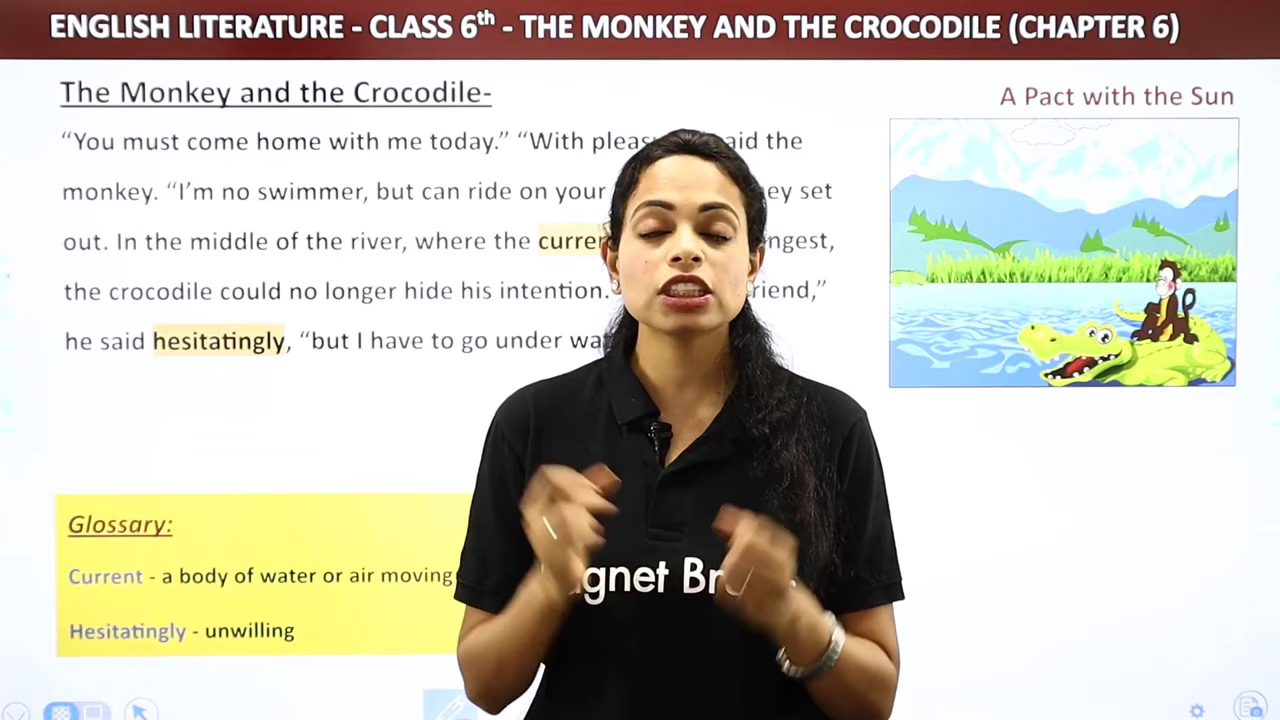 ENGLISH LITERATURE - CLASS 6th - THE MONKEY AND THE CROCODILE (CHAPTER 6)
The Monkey and the Crocodile-
A Pact with the Sun
“You must come home with me today.” “With said the
monkey. “I’m no swimmer, but can ride on your set
out. In the middle of the river, where the
the crocodile could no longer hide his intention.
he said hesitatingly, “but I have to go under
Glossary:
Current - a body of water or air moving
Hesitatingly - unwilling